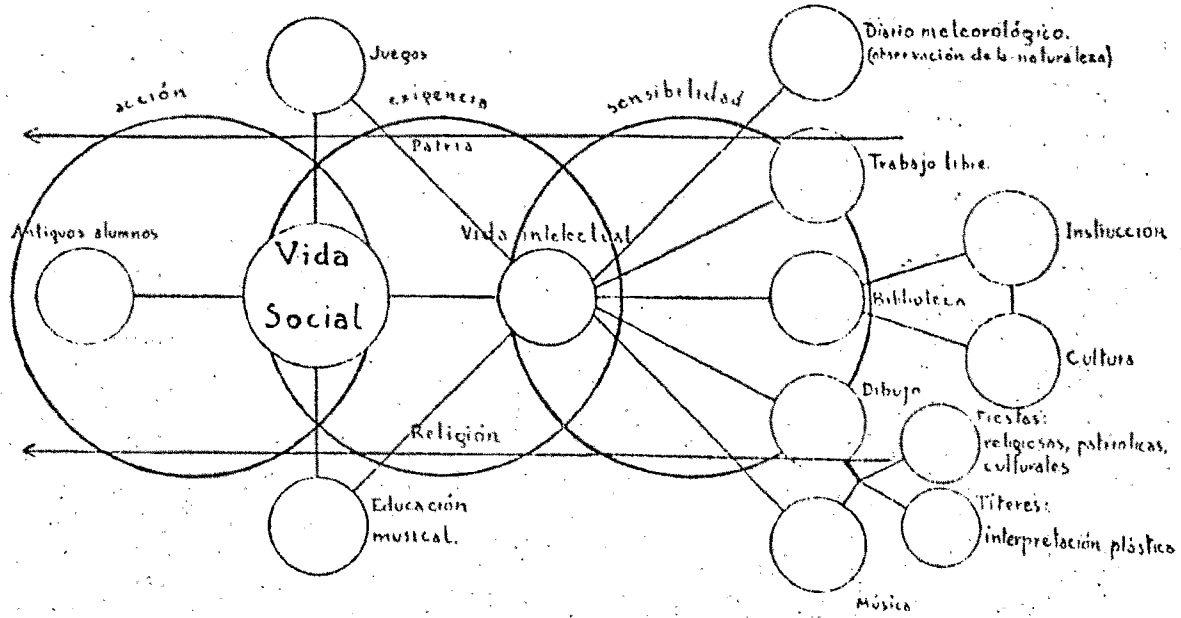 Juegos
Diario meteorológico.
(observación de la naturaleza)
acción
exigencia
sensibilidad
Patria
Trabajo libre.
Antiguos alumnos
Vida
Social
Vida intelectual
Instrucción
Biblioteca
Cultura
Dibujo
Religión
Fiestas:
religiosas, patrióticas,
culturales
Educación
musical.
Títeres:
interpretación plástica
Música